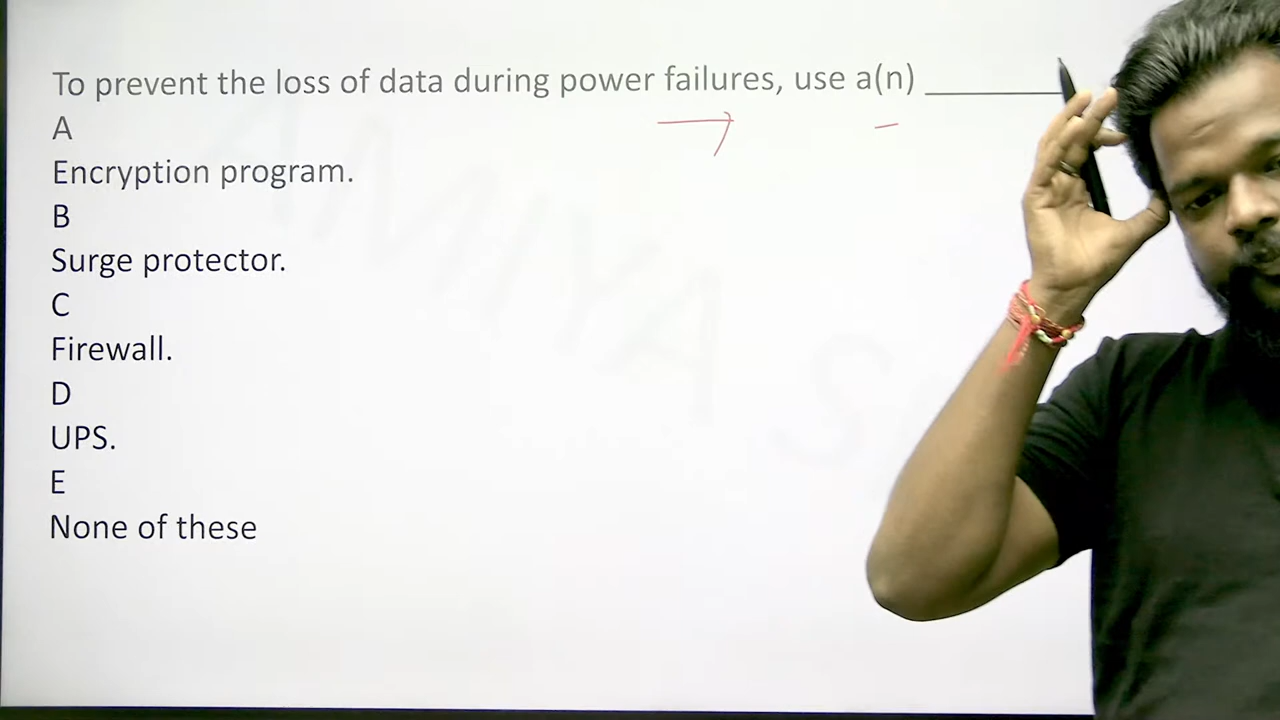 To prevent the loss of data during power failures, use a(n) ________
A
Encryption program.
B
Surge protector.
C
Firewall.
D
UPS.
E
None of these
AMIYA S